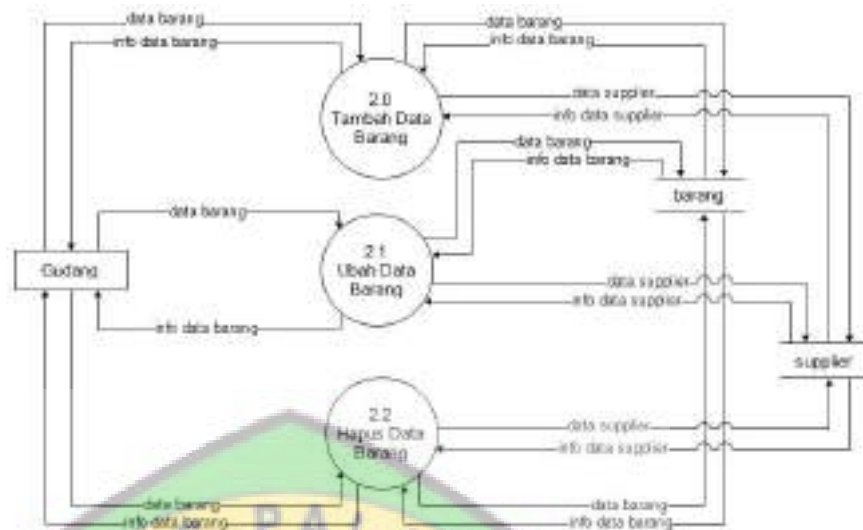 data barang
info data barang
data barang
info data barang
2.0
Tambah Data
Barang
data supplier
info data supplier
data barang
info data barang
barang
data barang
2.1
Ubah Data
Barang
Gudang
data supplier
info data supplier
info data barang
supplier
2.2
Hapus Data
Barang
data supplier
info data supplier
data barang
info data barang
data barang
info data barang